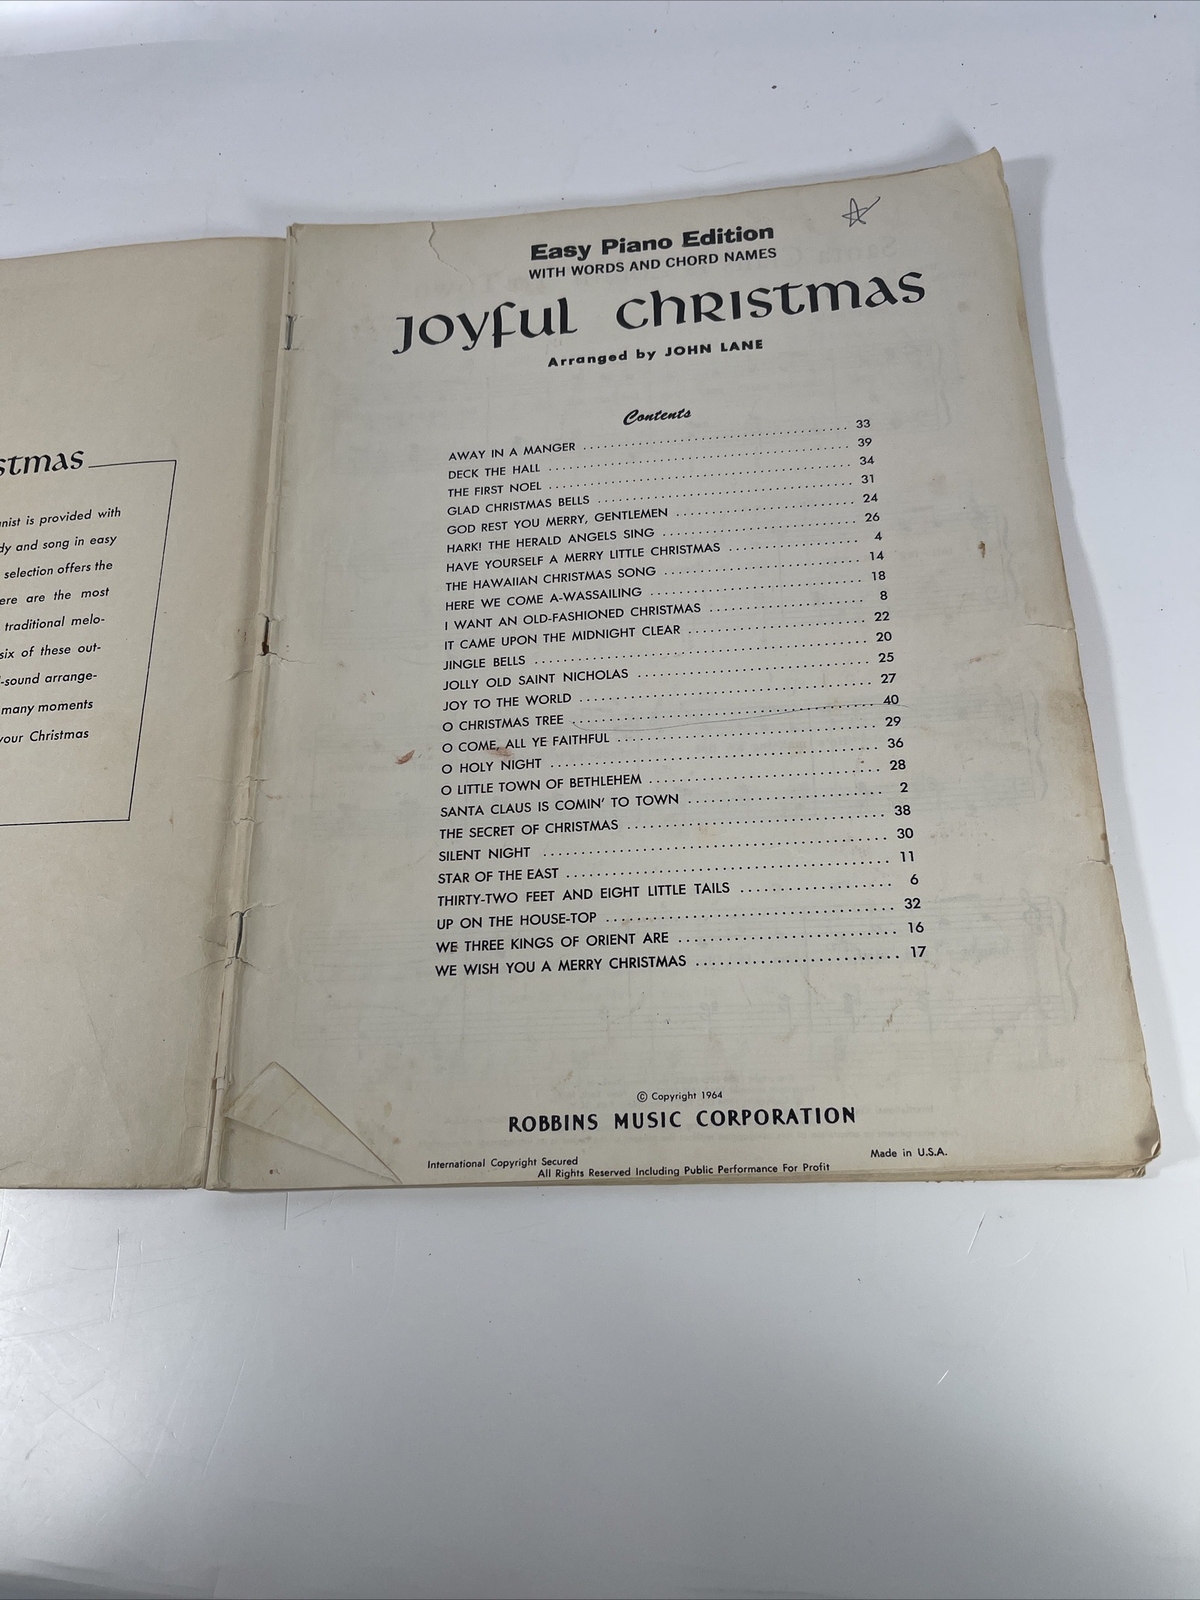 stmas
nist is provided with
dy and song in easy
selection offers the
ere are the most
traditional melo-
six of these out-
-sound arrange-
many moments
your Christmas
Easy Piano Edition
WITH WORDS AND CHORD NAMES
JOYFUL CHRISTMAS
Arranged by JOHN LANE
Contents
AWAY IN A MANGER 33
DECK THE HALL 39
THE FIRST NOEL 34
GLAD CHRISTMAS BELLS 31
GOD REST YOU MERRY, GENTLEMEN 24
HARK! THE HERALD ANGELS SING 26
HAVE YOURSELF A MERRY LITTLE CHRISTMAS 4
THE HAWAIIAN CHRISTMAS SONG 14
HERE WE COME A-WASSAILING 18
I WANT AN OLD-FASHIONED CHRISTMAS 8
IT CAME UPON THE MIDNIGHT CLEAR 22
JINGLE BELLS 20
JOLLY OLD SAINT NICHOLAS 25
JOY TO THE WORLD 27
O CHRISTMAS TREE 40
O COME, ALL YE FAITHFUL 29
O HOLY NIGHT 36
O LITTLE TOWN OF BETHLEHEM 28
SANTA CLAUS IS COMIN' TO TOWN 2
THE SECRET OF CHRISTMAS 38
SILENT NIGHT 30
STAR OF THE EAST 11
THIRTY-TWO FEET AND EIGHT LITTLE TAILS 6
UP ON THE HOUSE-TOP 32
WE THREE KINGS OF ORIENT ARE 16
WE WISH YOU A MERRY CHRISTMAS 17
© Copyright 1964
ROBBINS MUSIC CORPORATION
International Copyright Secured
Made in U.S.A.
All Rights Reserved Including Public Performance For Profit